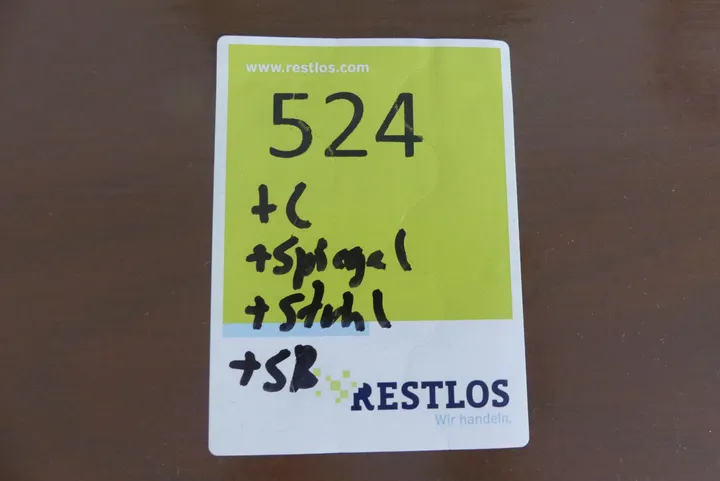 www.restlos.com
524
+C
+Spiegel
+Stuhl
+SB
RESTLOS
Wir handeln.